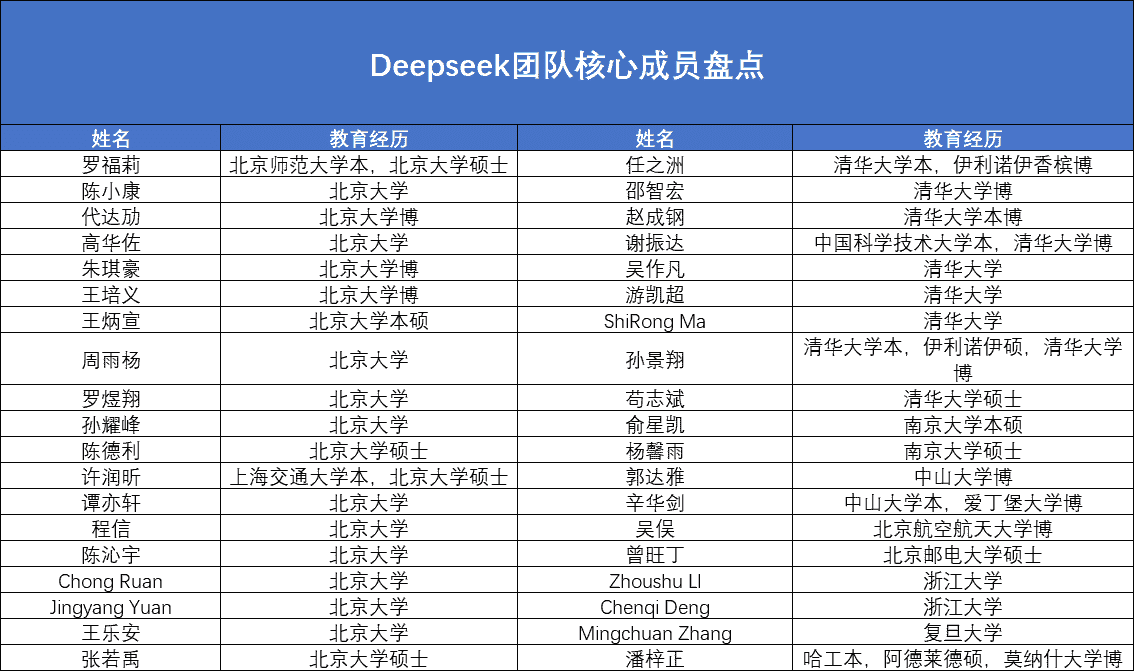 Deepseek团队核心成员盘点
姓名 教育经历 姓名 教育经历
罗福莉 北京师范大学本，北京大学硕士 任之洲 清华大学本，伊利诺伊香槟博
陈小康 北京大学 邵智宏 清华大学博
代达劢 北京大学博 赵成钢 清华大学本博
高华佐 北京大学 谢振达 中国科学技术大学本，清华大学博
朱琪豪 北京大学博 吴作凡 清华大学
王培义 北京大学博 游凯超 清华大学
王炳宣 北京大学本硕 ShiRong Ma 清华大学
周雨杨 北京大学 孙景翔 清华大学本，伊利诺伊硕，清华大学
博
罗煜翔 北京大学 苟志斌 清华大学硕士
孙耀峰 北京大学 俞星凯 南京大学本硕
陈德利 北京大学硕士 杨馨雨 南京大学硕士
许润昕 上海交通大学本，北京大学硕士 郭达雅 中山大学博
谭亦轩 北京大学 辛华剑 中山大学本，爱丁堡大学博
程信 北京大学 吴俣 北京航空航天大学博
陈沁宇 北京大学 曾旺丁 北京邮电大学硕士
Chong Ruan 北京大学 Zhoushu LI 浙江大学
Jingyang Yuan 北京大学 Chenqi Deng 浙江大学
王乐安 北京大学 Mingchuan Zhang 复旦大学
张若禹 北京大学硕士 潘梓正 哈工本，阿德莱德硕，莫纳什大学博